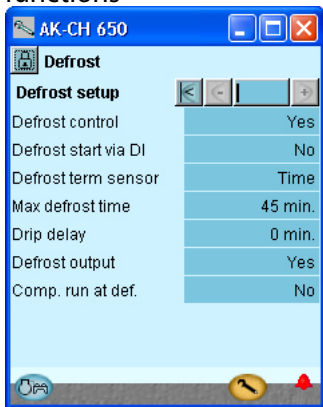 functions
AK-CH 650
Defrost
Defrost setup
Defrost control Yes
Defrost start via DI No
Defrost term sensor Time
Max defrost time 45 min.
Drip delay 0 min.
Defrost output Yes
Comp. run at def. No